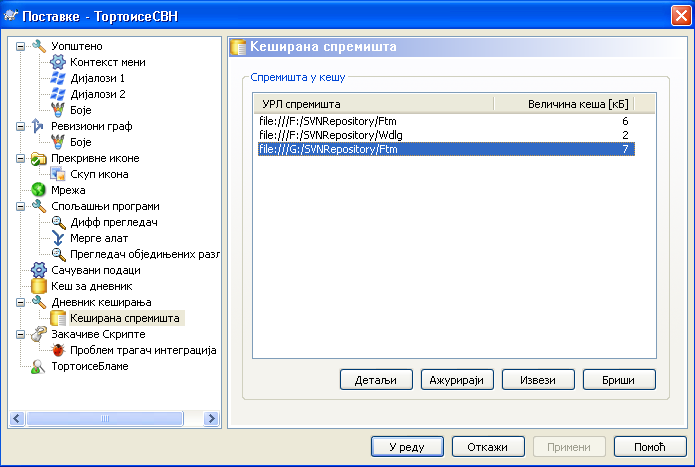 Поставке - ТортоисеСВН
Уопштено
Контекст мени
Дијалози 1
Дијалози 2
Боје
Ревизиони граф
Боје
Прекривне иконе
Скуп икона
Мрежа
Спољашњи програми
Дифф прегледач
Мерге алат
Прегледач обједињених разл
Сачувани подаци
Кеш за дневник
Дневник кеширања
Кеширана спремишта
Закачиве Скрипте
Проблем трагач интеграција
ТортоисеБламе
Кеширана спремишта
Спремишта у кешу
УРЛ спремишта Величина кеша [кБ]
file:///F:/SVNRepository/Ftm 6
file:///F:/SVNRepository/Wdlg 2
file:///G:/SVNRepository/Ftm 7
Детаљи Ажурирај Извези Бриши
У реду Откажи Примени Помоћ